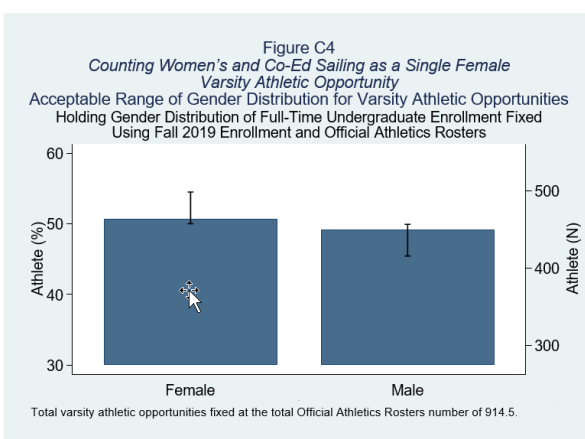 Figure C4
Counting Women's and Co-Ed Sailing as a Single Female
Varsity Athletic Opportunity
Acceptable Range of Gender Distribution for Varsity Athletic Opportunities
Holding Gender Distribution of Full-Time Undergraduate Enrollment Fixed
Using Fall 2019 Enrollment and Official Athletics Rosters
60
50
40
30
Athlete (%)
500
400
300
Athlete (N)
Female
Male
Total varsity athletic opportunities fixed at the total Official Athletics Rosters number of 914.5.